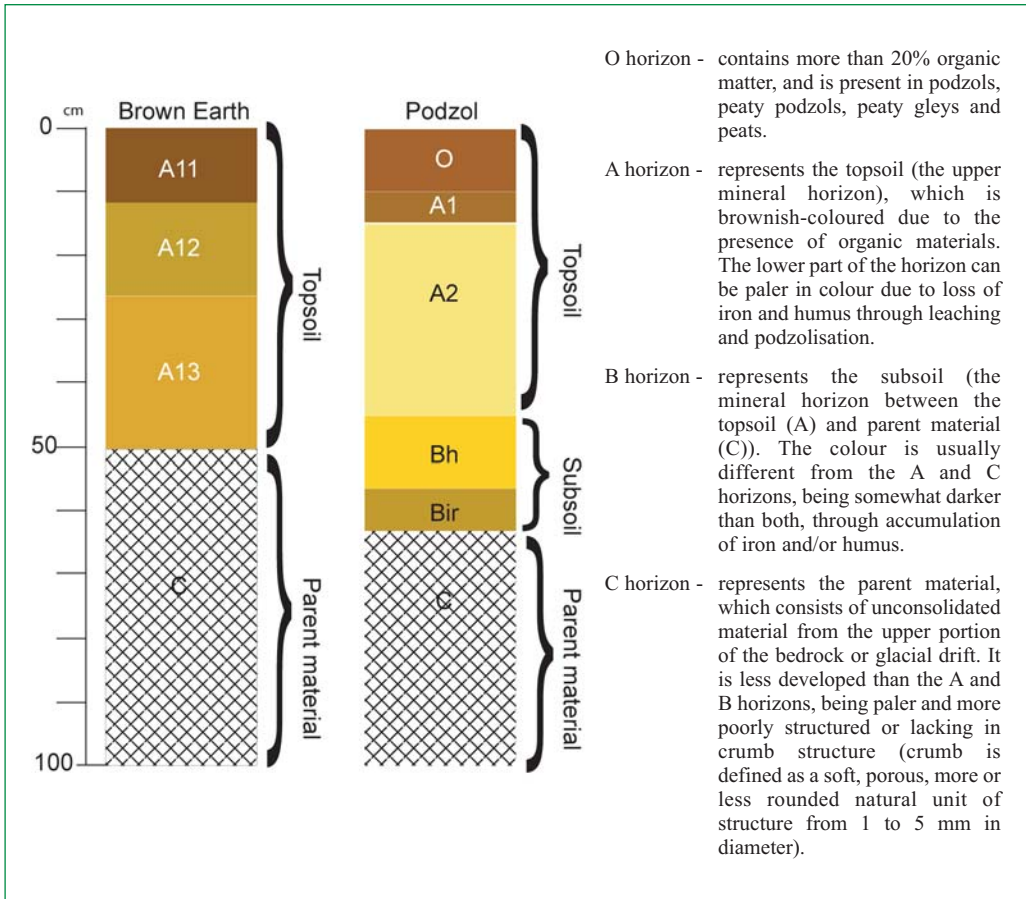 cm
Brown Earth
Podzol
0
50
100
A11
A12
A13
C
Topsoil
Parent material
O
A1
A2
Bh
Bir
C
Topsoil
Subsoil
Parent material
O horizon - contains more than 20% organic
matter, and is present in podzols,
peaty podzols, peaty gleys and
peats.
A horizon - represents the topsoil (the upper
mineral horizon), which is
brownish-coloured due to the
presence of organic materials.
The lower part of the horizon can
be paler in colour due to loss of
iron and humus through leaching
and podzolisation.
B horizon - represents the subsoil (the
mineral horizon between the
topsoil (A) and parent material
(C)). The colour is usually
different from the A and C
horizons, being somewhat darker
than both, through accumulation
of iron and/or humus.
C horizon - represents the parent material,
which consists of unconsolidated
material from the upper portion
of the bedrock or glacial drift. It
is less developed than the A and
B horizons, being paler and more
poorly structured or lacking in
crumb structure (crumb is
defined as a soft, porous, more or
less rounded natural unit of
structure from 1 to 5 mm in
diameter).